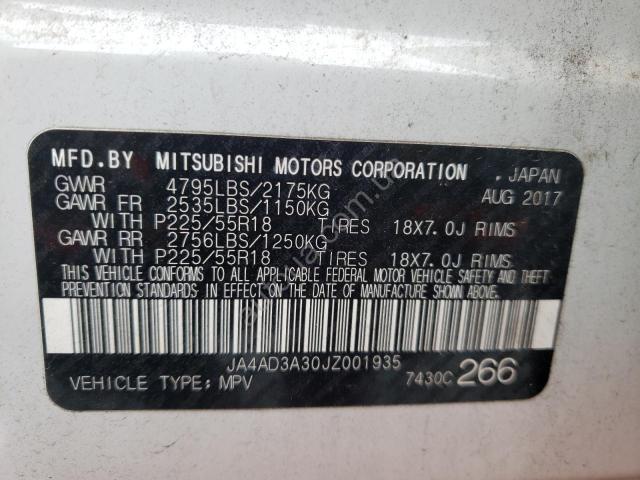 MFD.BY MITSUBISHI MOTORS CORPORATION . JAPAN
GVWR 4795LBS/2175KG AUG 2017
GAWR FR 2535LBS/1150KG
WITH P225/55R18 TIRES 18X7.0J RIMS
GAWR RR 2756LBS/1250KG
WITH P225/55R18 TIRES 18X7.0J RIMS
THIS VEHICLE CONFORMS TO ALL APPLICABLE FEDERAL MOTOR VEHICLE SAFETY AND THEFT
PREVENTION STANDARDS IN EFFECT ON THE DATE OF MANUFACTURE SHOWN ABOVE.
JA4AD3A30JZ001935
VEHICLE TYPE: MPV 7430C 266